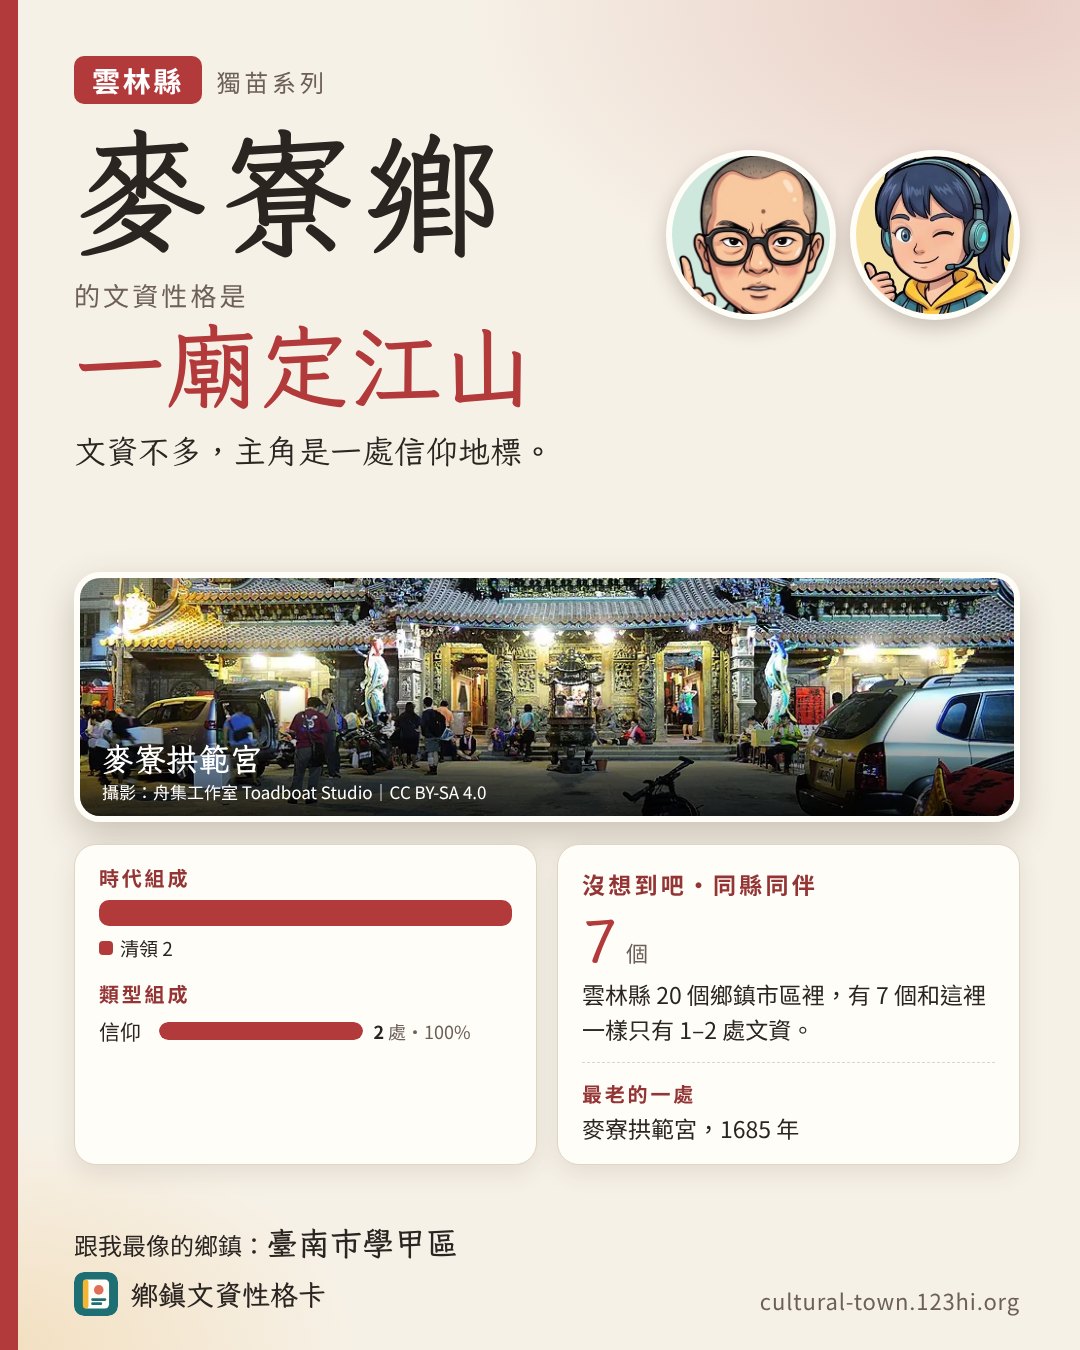 雲林縣 獨苗系列
麥寮鄉
的文資性格是
一廟定江山
文資不多，主角是一處信仰地標。
麥寮拱範宮
攝影：舟集工作室 Toadboat Studio｜CC BY-SA 4.0
時代組成
清領 2
類型組成
信仰 2 處・100%
沒想到吧・同縣同伴
7 個
雲林縣 20 個鄉鎮市區裡，有 7 個和這裡
一樣只有 1–2 處文資。
最老的一處
麥寮拱範宮，1685 年
跟我最像的鄉鎮：臺南市學甲區
鄉鎮文資性格卡
cultural-town.123hi.org